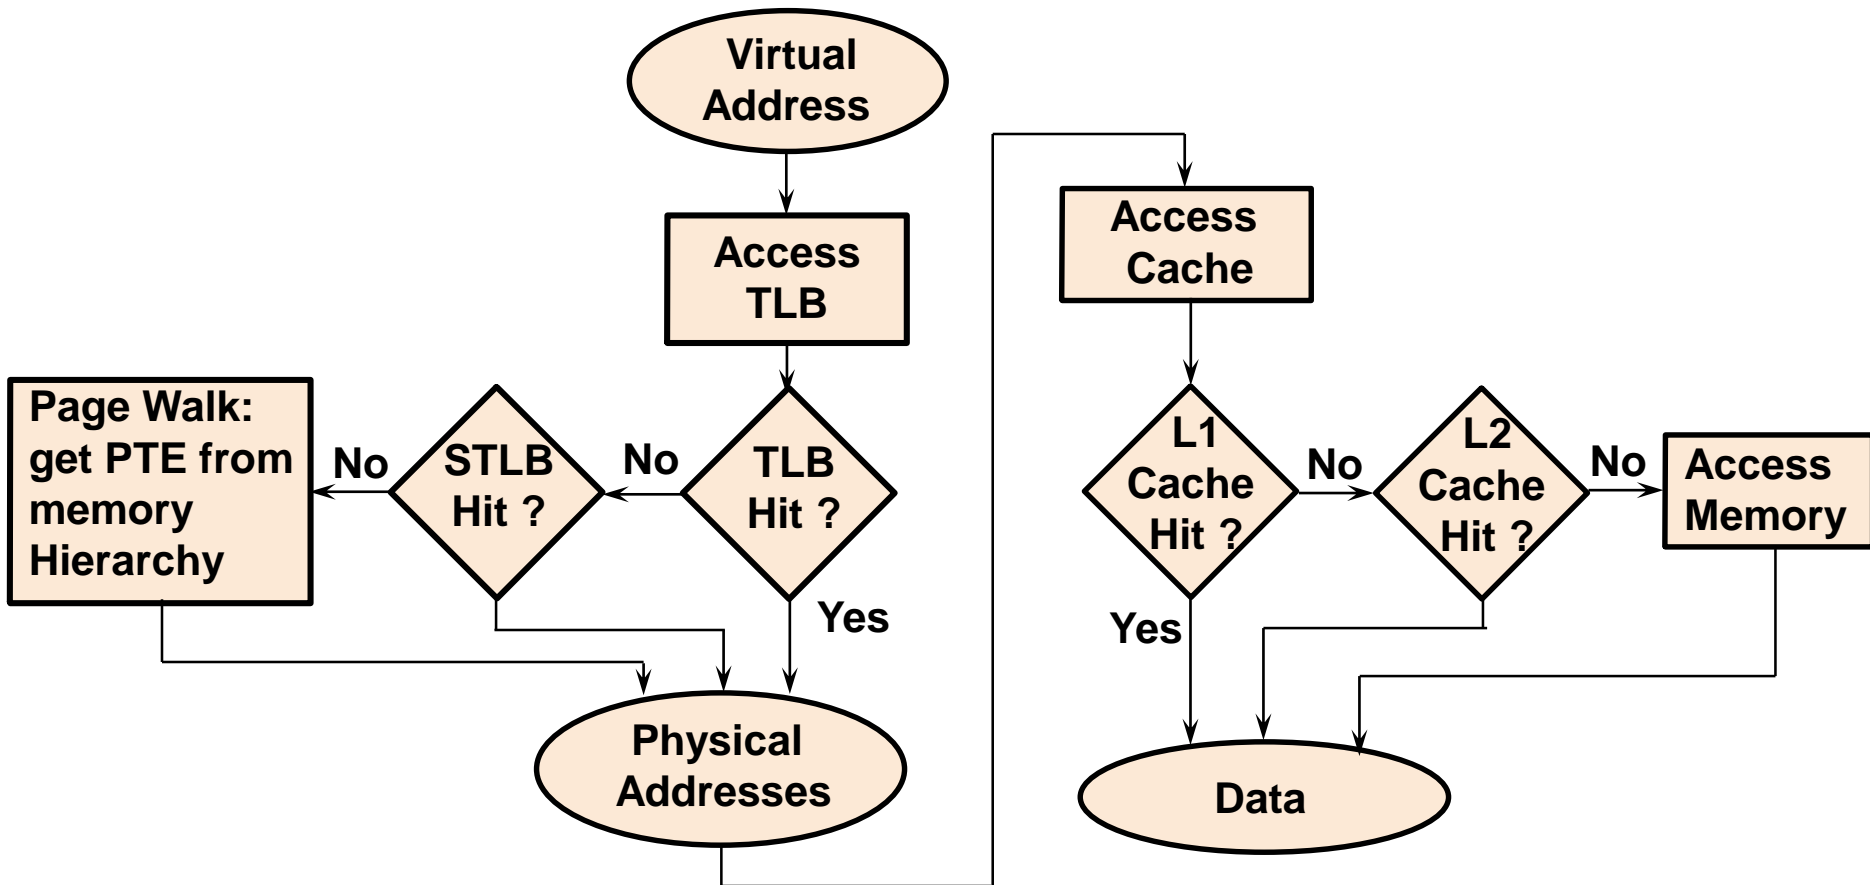 Virtual
Address
Access
TLB
Page Walk:
get PTE from
memory
Hierarchy
No
STLB
Hit ?
No
TLB
Hit ?
Yes
Physical
Addresses
Access
Cache
L1
Cache
Hit ?
No
L2
Cache
Hit ?
No
Access
Memory
Yes
Data